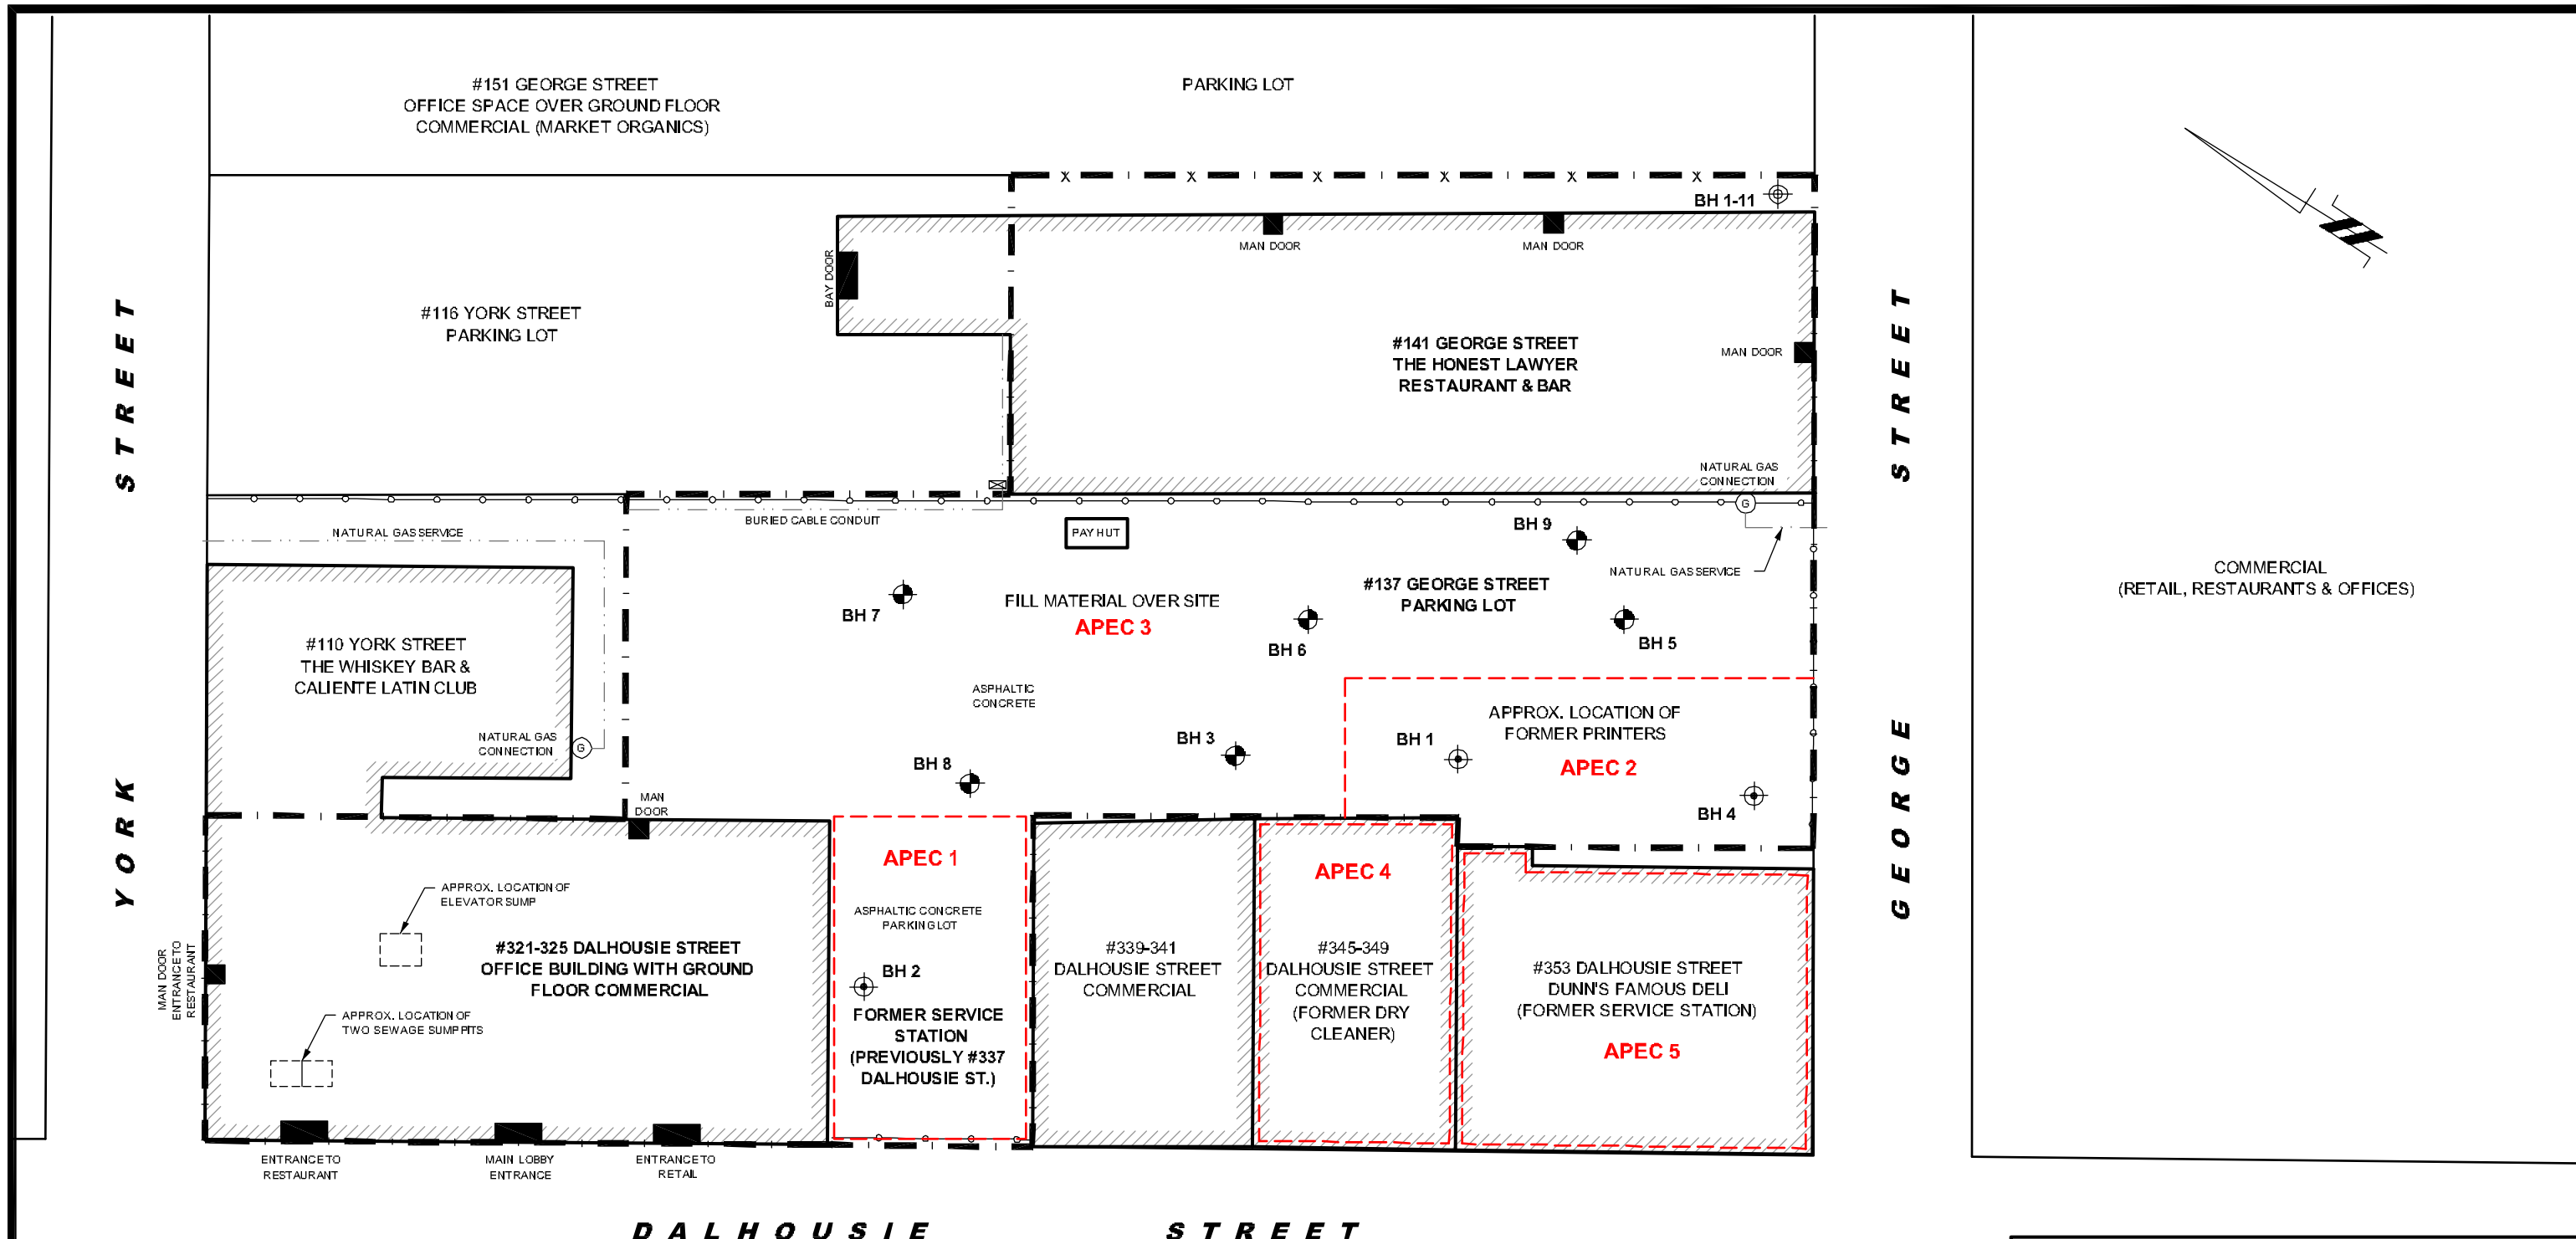 #151 GEORGE STREET
OFFICE SPACE OVER GROUND FLOOR
COMMERCIAL (MARKET ORGANICS)
PARKING LOT
BH 1-11
MAN DOOR
MAN DOOR
BAY DOOR
#116 YORK STREET
PARKING LOT
#141 GEORGE STREET
THE HONEST LAWYER
RESTAURANT & BAR
MAN DOOR
STREET
STREET
NATURAL GAS
CONNECTION
G
NATURAL GAS SERVICE
BURIED CABLE CONDUIT
PAY HUT
BH 9
NATURAL GAS SERVICE
COMMERCIAL
(RETAIL, RESTAURANTS & OFFICES)
#137 GEORGE STREET
PARKING LOT
BH 7
FILL MATERIAL OVER SITE
APEC 3
BH 6
BH 5
#110 YORK STREET
THE WHISKEY BAR &
CALIENTE LATIN CLUB
ASPHALTIC
CONCRETE
NATURAL GAS
CONNECTION
G
BH 3
BH 1
APPROX. LOCATION OF
FORMER PRINTERS
APEC 2
BH 8
BH 4
MAN
DOOR
YORK
GEORGE
APEC 1
APEC 4
APPROX. LOCATION OF
ELEVATOR SUMP
ASPHALTIC CONCRETE
PARKING LOT
#321-325 DALHOUSIE STREET
OFFICE BUILDING WITH GROUND
FLOOR COMMERCIAL
MAN DOOR
ENTRANCE TO
RESTAURANT
BH 2
#339-341
DALHOUSIE STREET
COMMERCIAL
#345-349
DALHOUSIE STREET
COMMERCIAL
(FORMER DRY
CLEANER)
#353 DALHOUSIE STREET
DUNN'S FAMOUS DELI
(FORMER SERVICE STATION)
APEC 5
APPROX. LOCATION OF
TWO SEWAGE SUMP PITS
FORMER SERVICE
STATION
(PREVIOUSLY #337
DALHOUSIE ST.)
ENTRANCE TO
RESTAURANT
MAIN LOBBY
ENTRANCE
ENTRANCE TO
RETAIL
DALHOUSIE STREET